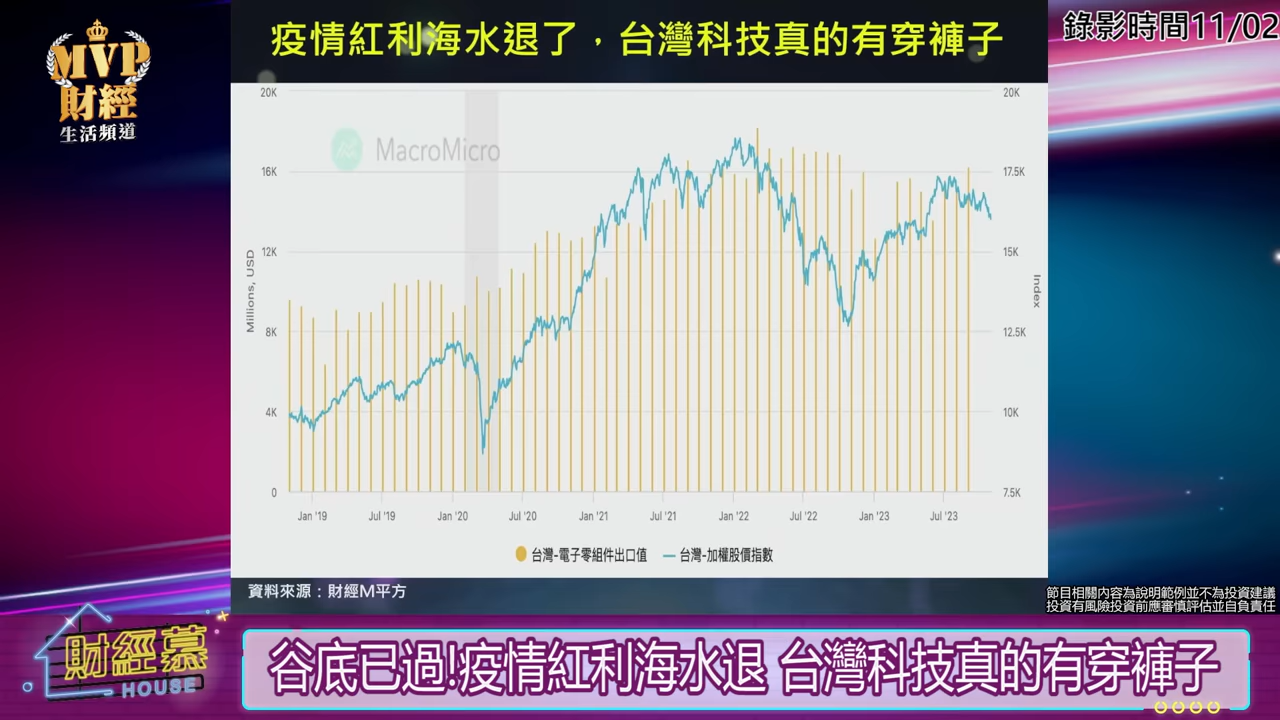 MVP
財經
生活頻道
疫情紅利海水退了，台灣科技真的有穿褲子
錄影時間11/02
MacroMicro
20K
16K
12K
8K
4K
0
Millions, USD
20K
17.5K
15K
12.5K
10K
7.5K
Index
Jan '19 Jul '19 Jan '20 Jul '20 Jan '21 Jul '21 Jan '22 Jul '22 Jan '23 Jul '23
台灣-電子零組件出口值 台灣-加權股價指數
資料來源：財經M平方
節目相關內容為說明範例並不為投資建議
投資有風險投資前應審慎評估並自負責任
財經慕
HOUSE
谷底已過!疫情紅利海水退 台灣科技真的有穿褲子